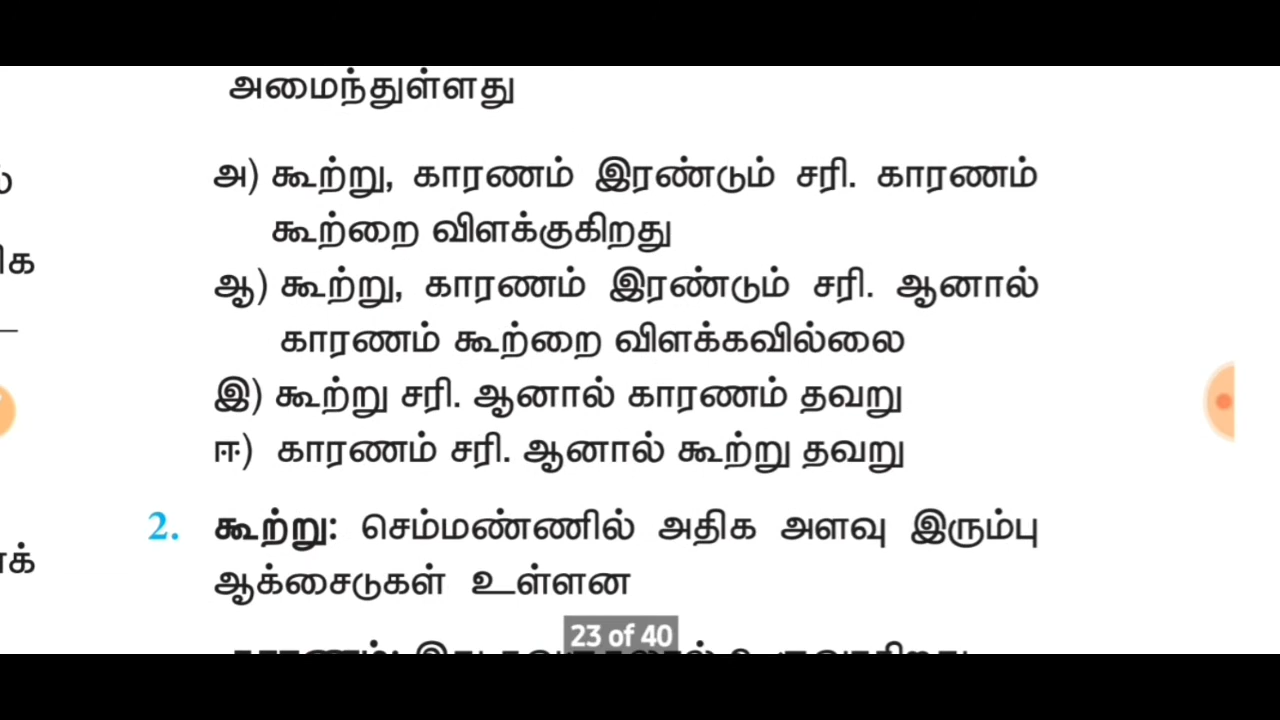 அமைந்துள்ளது
அ) கூற்று, காரணம் இரண்டும் சரி. காரணம்
கூற்றை விளக்குகிறது
ஆ) கூற்று, காரணம் இரண்டும் சரி. ஆனால்
காரணம் கூற்றை விளக்கவில்லை
இ) கூற்று சரி. ஆனால் காரணம் தவறு
ஈ) காரணம் சரி. ஆனால் கூற்று தவறு
2. கூற்று: செம்மண்ணில் அதிக அளவு இரும்பு
ஆக்சைடுகள் உள்ளன
23 of 40